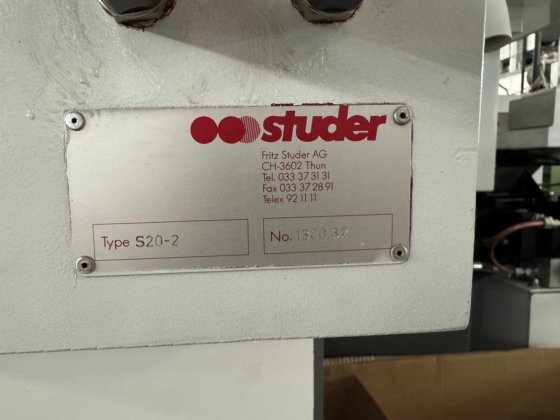 studer
Fritz Studer AG
CH-3602 Thun
Tel. 033 37 31 31
Fax 033 37 28 91
Telex 92 11 11
Type S20-2
No.